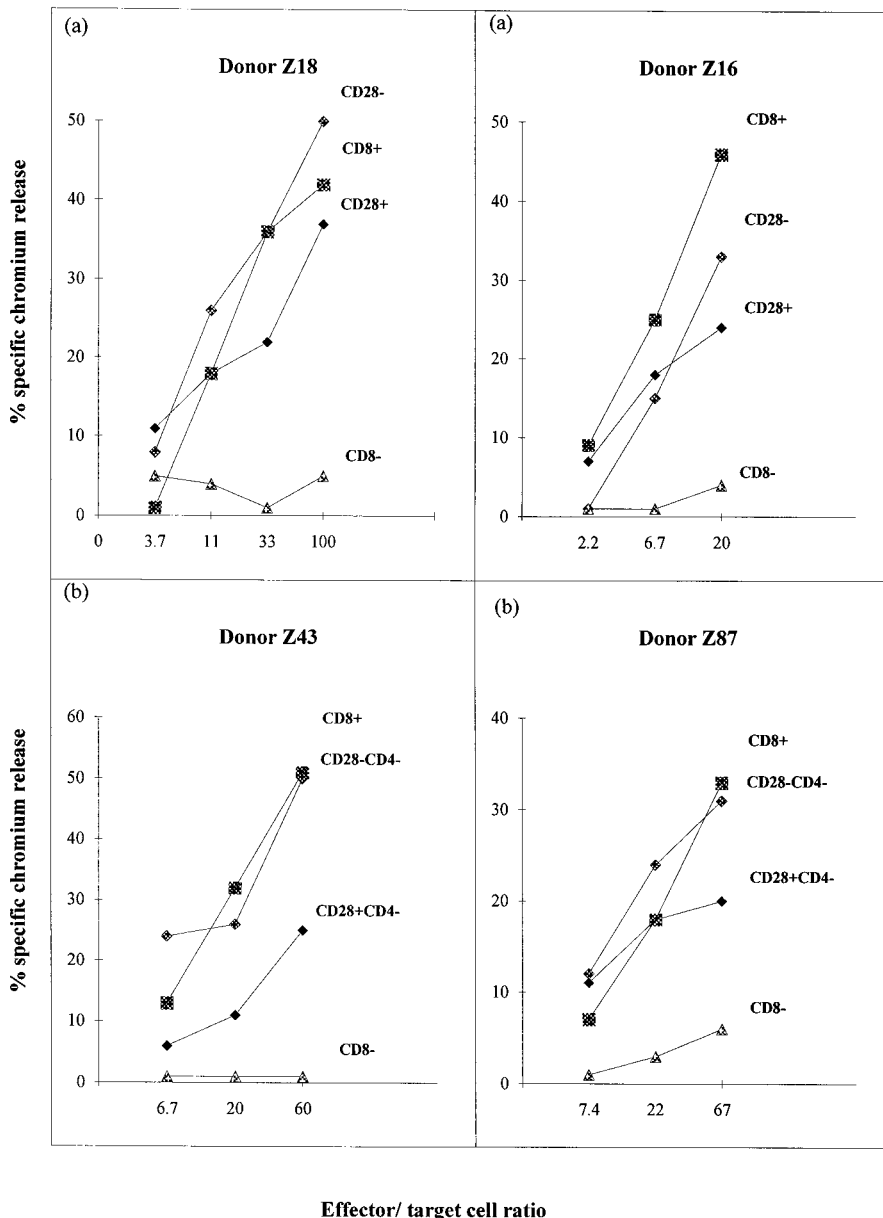 (a)
Donor Z18
CD28-
CD8+
CD28+
CD8-
50
40
30
20
10
0
0 3.7 11 33 100
% specific chromium release
(a)
Donor Z16
CD8+
CD28-
CD28+
CD8-
50
40
30
20
10
0
2.2 6.7 20
(b)
Donor Z43
CD8+
CD28-CD4-
CD28+CD4-
CD8-
60
50
40
30
20
10
0
6.7 20 60
% specific chromium release
(b)
Donor Z87
CD8+
CD28-CD4-
CD28+CD4-
CD8-
40
30
20
10
0
7.4 22 67
Effector/ target cell ratio